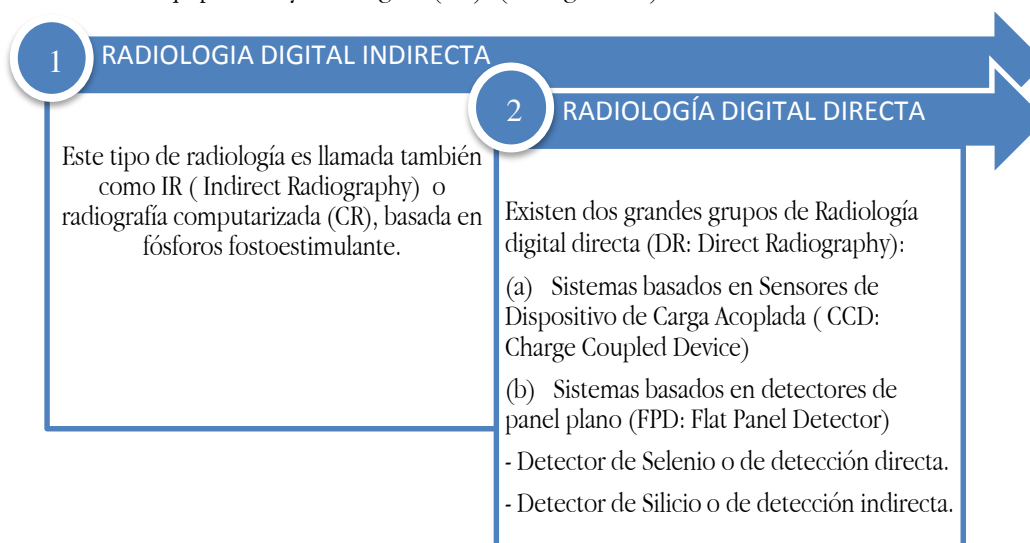 1
RADIOLOGIA DIGITAL INDIRECTA
Este tipo de radiología es llamada también
como IR ( Indirect Radiography) o
radiografía computarizada (CR), basada en
fósforos fostoestimulante.
2
RADIOLOGÍA DIGITAL DIRECTA
Existen dos grandes grupos de Radiología
digital directa (DR: Direct Radiography):
(a) Sistemas basados en Sensores de
Dispositivo de Carga Acoplada ( CCD:
Charge Coupled Device)
(b) Sistemas basados en detectores de
panel plano (FPD: Flat Panel Detector)
- Detector de Selenio o de detección directa.
- Detector de Silicio o de detección indirecta.